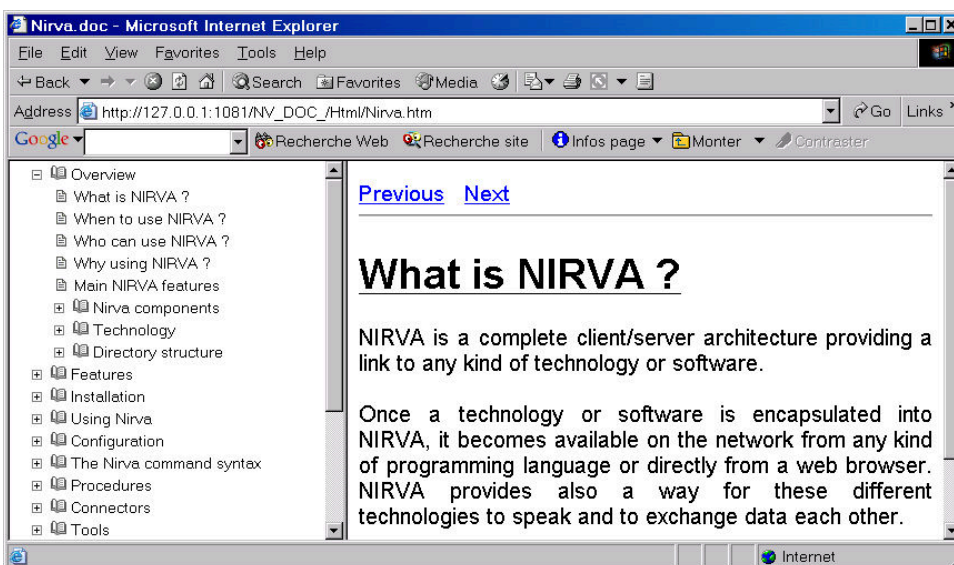 Nirva.doc - Microsoft Internet Explorer
File Edit View Favorites Tools Help
Back Search Favorites Media
Address http://127.0.0.1:1081/NV_DOC_/Html/Nirva.htm Go Links
Google Recherche Web Recherche site Infos page Monter Contraster
Overview
What is NIRVA ?
When to use NIRVA ?
Who can use NIRVA ?
Why using NIRVA ?
Main NIRVA features
Nirva components
Technology
Directory structure
Features
Installation
Using Nirva
Configuration
The Nirva command syntax
Procedures
Connectors
Tools
Previous Next
What is NIRVA ?
NIRVA is a complete client/server architecture providing a
link to any kind of technology or software.
Once a technology or software is encapsulated into
NIRVA, it becomes available on the network from any kind
of programming language or directly from a web browser.
NIRVA provides also a way for these different
technologies to speak and to exchange data each other.
Internet